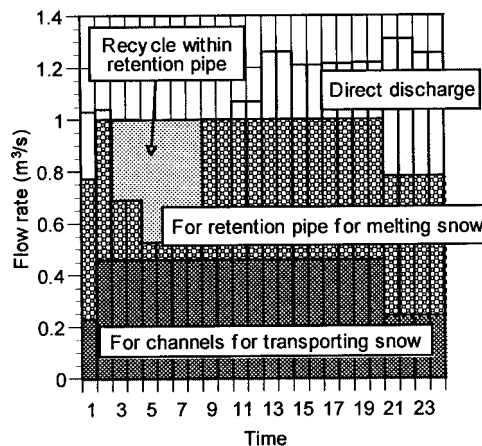 1.4
1.2
1
0.8
0.6
0.4
0.2
0
Flow rate (m³/s)
Recycle within
retention pipe
Direct discharge
For retention pipe for melting snow
For channels for transporting snow
1 3 5 7 9 11 13 15 17 19 21 23
Time